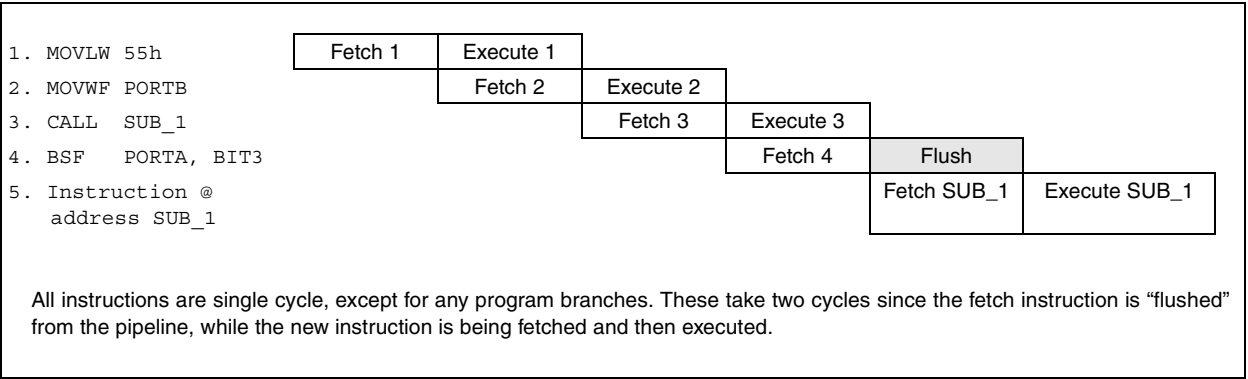 1. MOVLW 55h Fetch 1 Execute 1
2. MOVWF PORTB Fetch 2 Execute 2
3. CALL SUB_1 Fetch 3 Execute 3
4. BSF PORTA, BIT3 Fetch 4 Flush
5. Instruction @ Fetch SUB_1 Execute SUB_1
address SUB_1
All instructions are single cycle, except for any program branches. These take two cycles since the fetch instruction is “flushed”
from the pipeline, while the new instruction is being fetched and then executed.